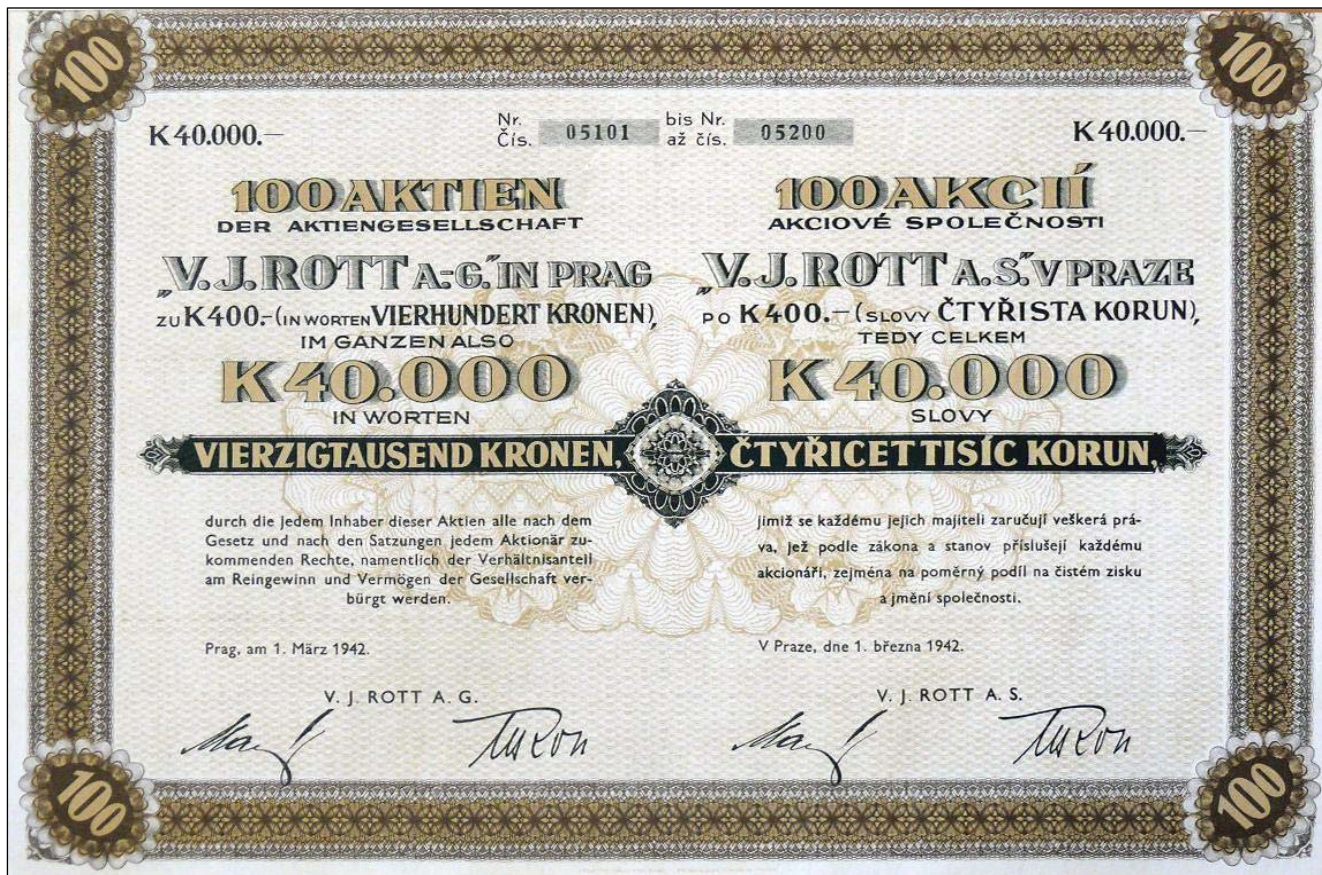 100
100
K 40.000.—
Nr.
Čís.
05101
bis Nr.
až čís.
05200
K 40.000.—
100 AKTIEN
DER AKTIENGESELLSCHAFT
„V. J. ROTT A.-G.“ IN PRAG
ZU K 400.- (IN WORTEN VIERHUNDERT KRONEN),
IM GANZEN ALSO
K 40.000
IN WORTEN
VIERZIGTAUSEND KRONEN,
durch die jedem Inhaber dieser Aktien alle nach dem
Gesetz und nach den Satzungen jedem Aktionär zu-
kommenden Rechte, namentlich der Verhältnisanteil
am Reingewinn und Vermögen der Gesellschaft ver-
bürgt werden.
Prag, am 1. März 1942.
V. J. ROTT A. G.
100 AKCIÍ
AKCIOVÉ SPOLEČNOSTI
„V. J. ROTT A. S.“ V PRAZE
PO K 400.— (SLOVY ČTYŘISTA KORUN),
TEDY CELKEM
K 40.000
SLOVY
ČTYŘICET TISÍC KORUN,
jimiž se každému jejich majiteli zaručují veškerá prá-
va, jež podle zákona a stanov příslušejí každému
akcionáři, zejména na poměrný podíl na čistém zisku
a jmění společnosti.
V Praze, dne 1. března 1942.
V. J. ROTT A. S.
100
100